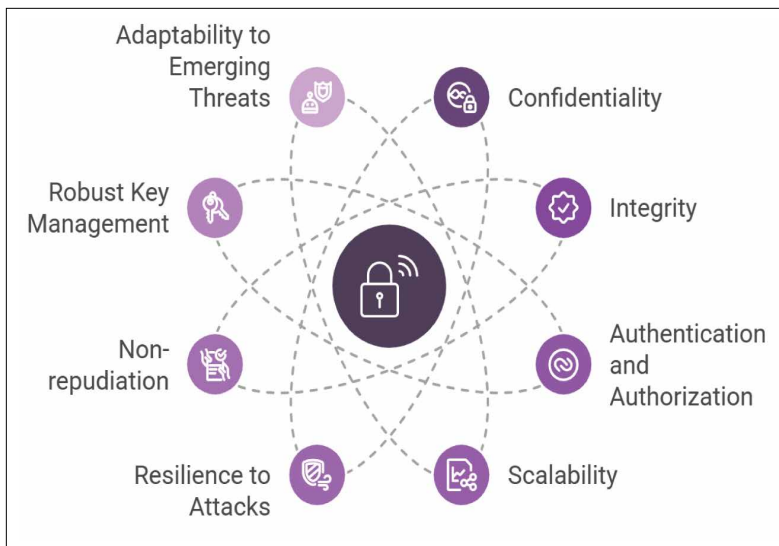 Adaptability to
Emerging
Threats
Confidentiality
Robust Key
Management
Integrity
Non-
repudiation
Authentication
and
Authorization
Resilience to
Attacks
Scalability